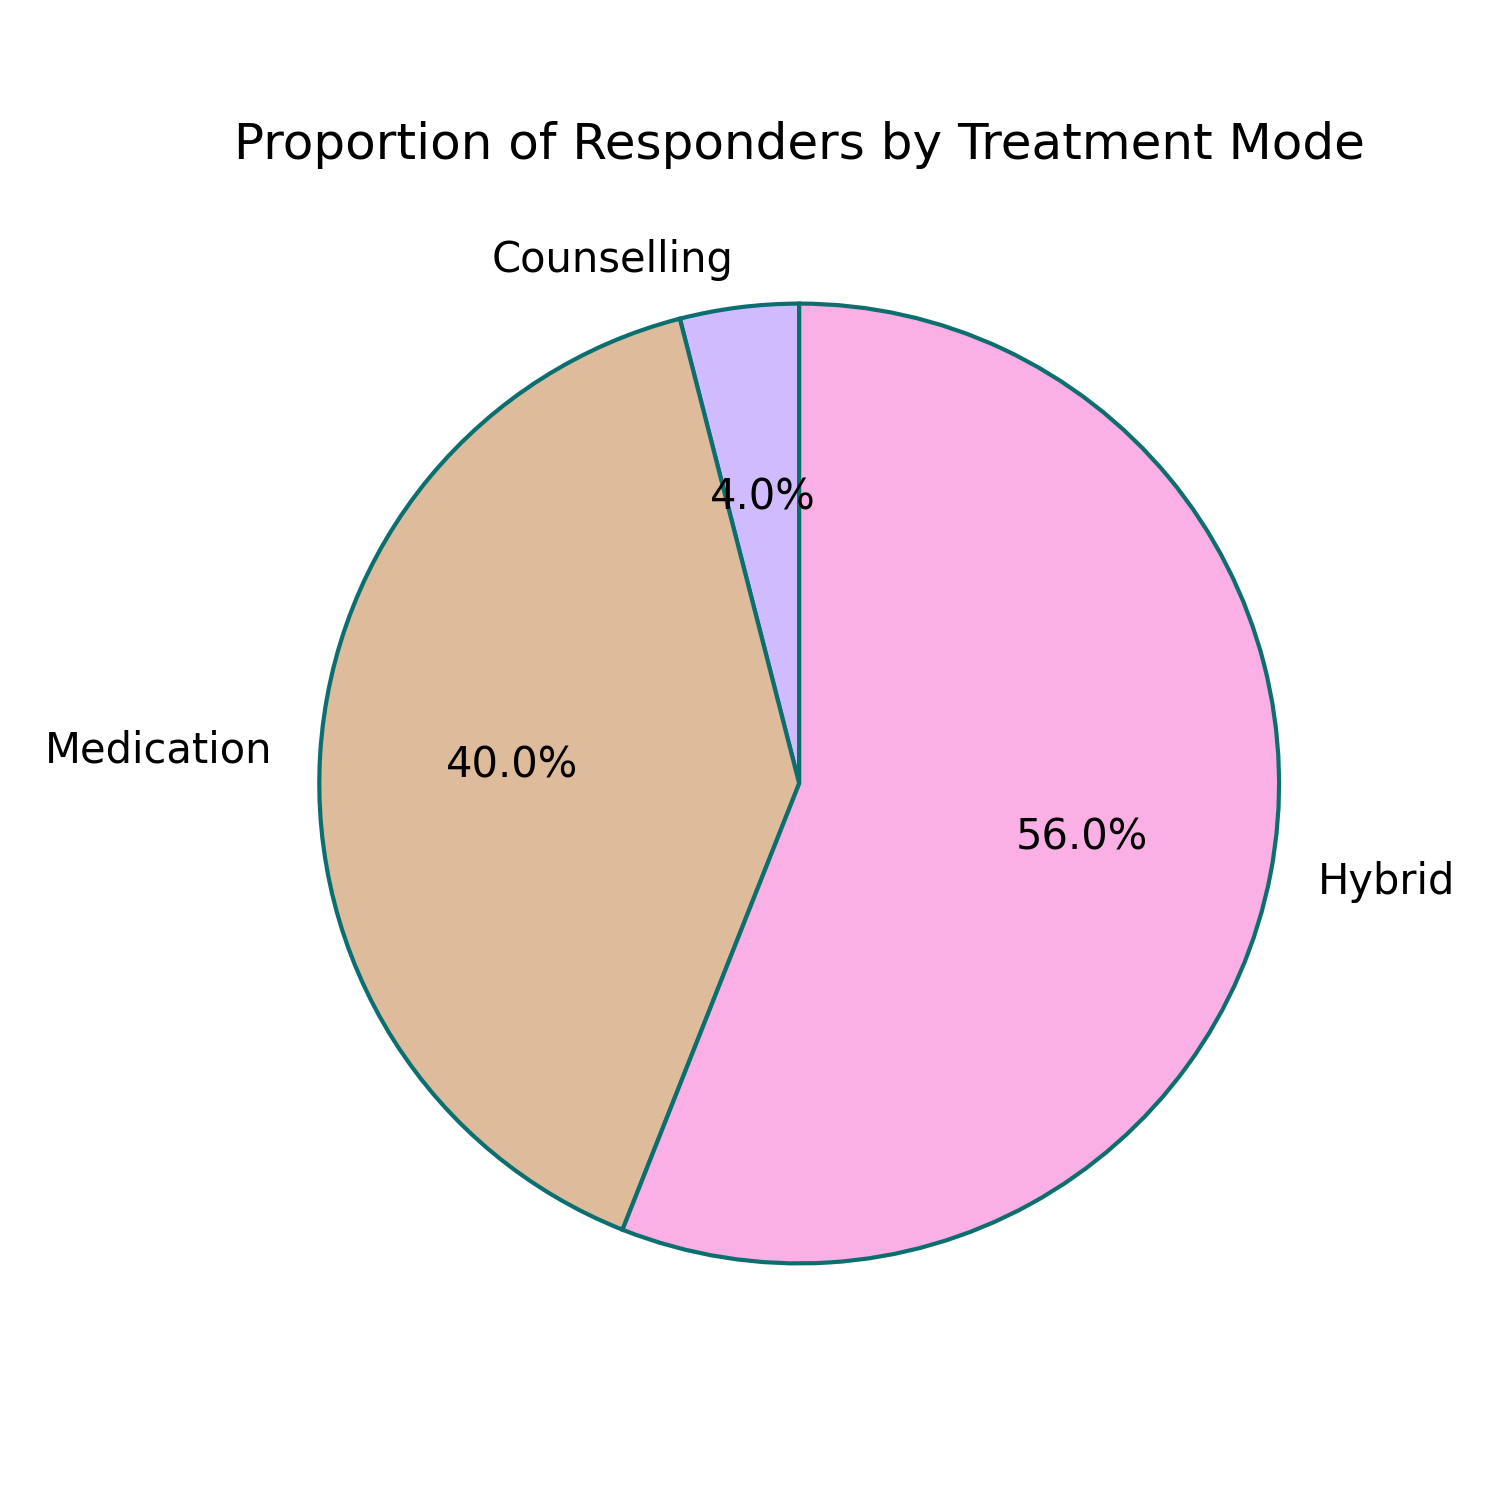 Proportion of Responders by Treatment Mode
Counselling
4.0%
Medication
40.0%
56.0%
Hybrid